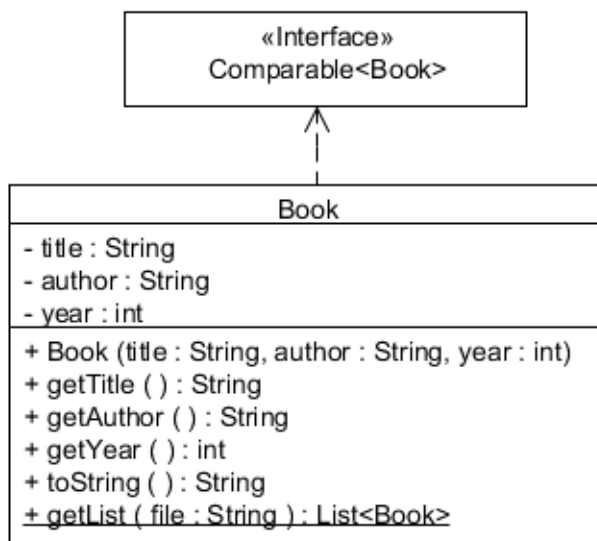 «Interface»
Comparable<Book>
Book
- title : String
- author : String
- year : int
+ Book (title : String, author : String, year : int)
+ getTitle ( ) : String
+ getAuthor ( ) : String
+ getYear ( ) : int
+ toString ( ) : String
+ getList ( file : String ) : List<Book>